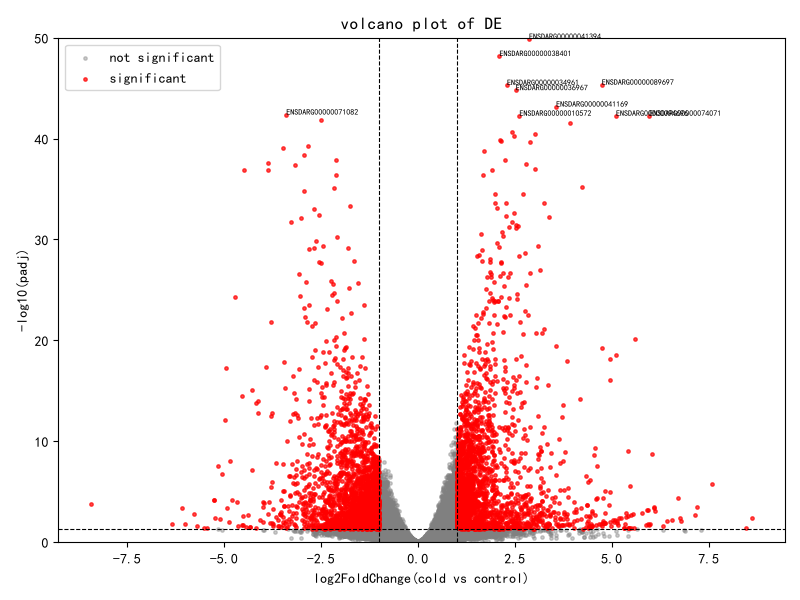 volcano plot of DE
not significant
significant
ENSDARG00000041394
ENSDARG00000038401
ENSDARG00000034961
ENSDARG00000036967
ENSDARG00000089697
ENSDARG00000041169
ENSDARG00000071082
ENSDARG00000010572
50
40
30
20
10
0
-log10(padj)
-7.5
-5.0
-2.5
0.0
2.5
5.0
7.5
log2FoldChange(cold vs control)